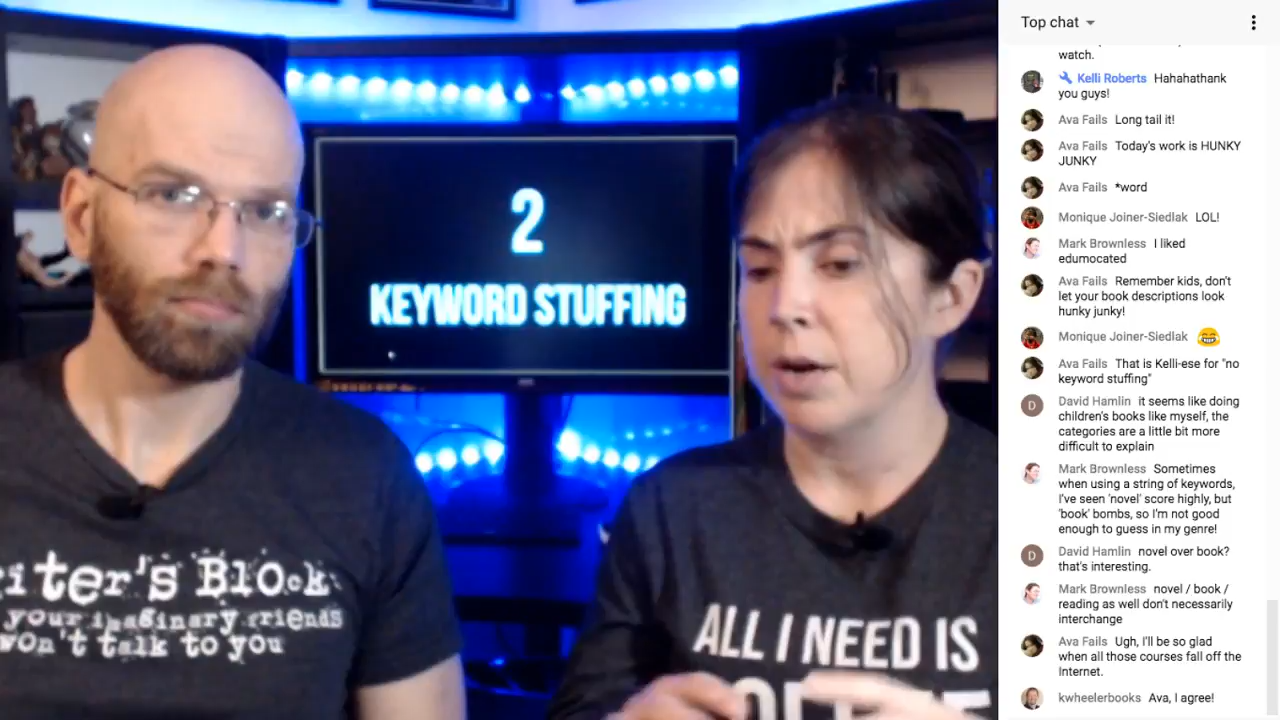 2
KEYWORD STUFFING
iter's Block:
your imaginary friends
won't talk to you
ALL I NEED IS
Top chat
watch.
Kelli Roberts Hahahathank
you guys!
Ava Fails Long tail it!
Ava Fails Today's work is HUNKY
JUNKY
Ava Fails *word
Monique Joiner-Siedlak LOL!
Mark Brownless I liked
edumocated
Ava Fails Remember kids, don't
let your book descriptions look
hunky junky!
Monique Joiner-Siedlak 😂
Ava Fails That is Kelli-ese for "no
keyword stuffing"
D
David Hamlin it seems like doing
children's books like myself, the
categories are a little bit more
difficult to explain
Mark Brownless Sometimes
when using a string of keywords,
I've seen 'novel' score highly, but
'book' bombs, so I'm not good
enough to guess in my genre!
D
David Hamlin novel over book?
that's interesting.
Mark Brownless novel / book /
reading as well don't necessarily
interchange
Ava Fails Ugh, I'll be so glad
when all those courses fall off the
Internet.
kwheelerbooks Ava, I agree!